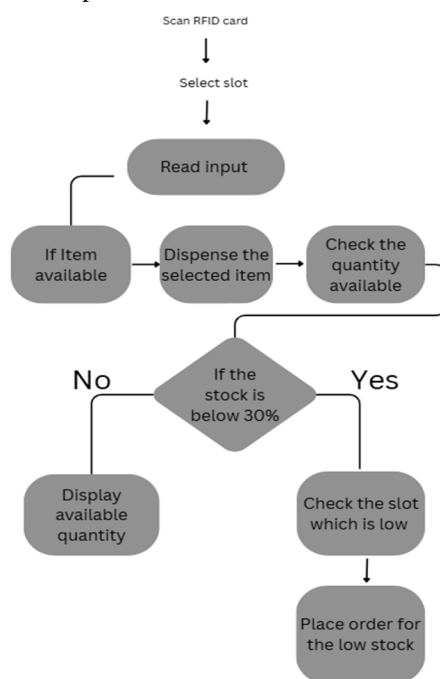 Scan RFID card
Select slot
Read input
If Item
available
Dispense the
selected item
Check the
quantity
available
If the
stock is
below 30%
No
Yes
Display
available
quantity
Check the slot
which is low
Place order for
the low stock